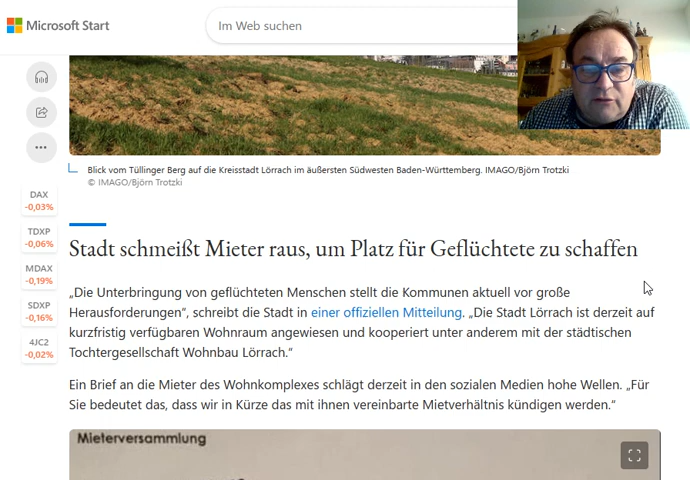 Microsoft Start
Im Web suchen
Blick vom Tüllinger Berg auf die Kreisstadt Lörrach im äußersten Südwesten Baden-Württemberg. IMAGO/Björn Trotzki
© IMAGO/Björn Trotzki
DAX
-0,03%
TDXP
-0,06%
MDAX
-0,19%
SDXP
-0,16%
4JC2
-0,02%
Stadt schmeißt Mieter raus, um Platz für Geflüchtete zu schaffen
„Die Unterbringung von geflüchteten Menschen stellt die Kommunen aktuell vor große
Herausforderungen“, schreibt die Stadt in einer offiziellen Mitteilung. „Die Stadt Lörrach ist derzeit auf
kurzfristig verfügbaren Wohnraum angewiesen und kooperiert unter anderem mit der städtischen
Tochtergesellschaft Wohnbau Lörrach.“
Ein Brief an die Mieter des Wohnkomplexes schlägt derzeit in den sozialen Medien hohe Wellen. „Für
Sie bedeutet das, dass wir in Kürze das mit ihnen vereinbarte Mietverhältnis kündigen werden.“
Mieterversammlung